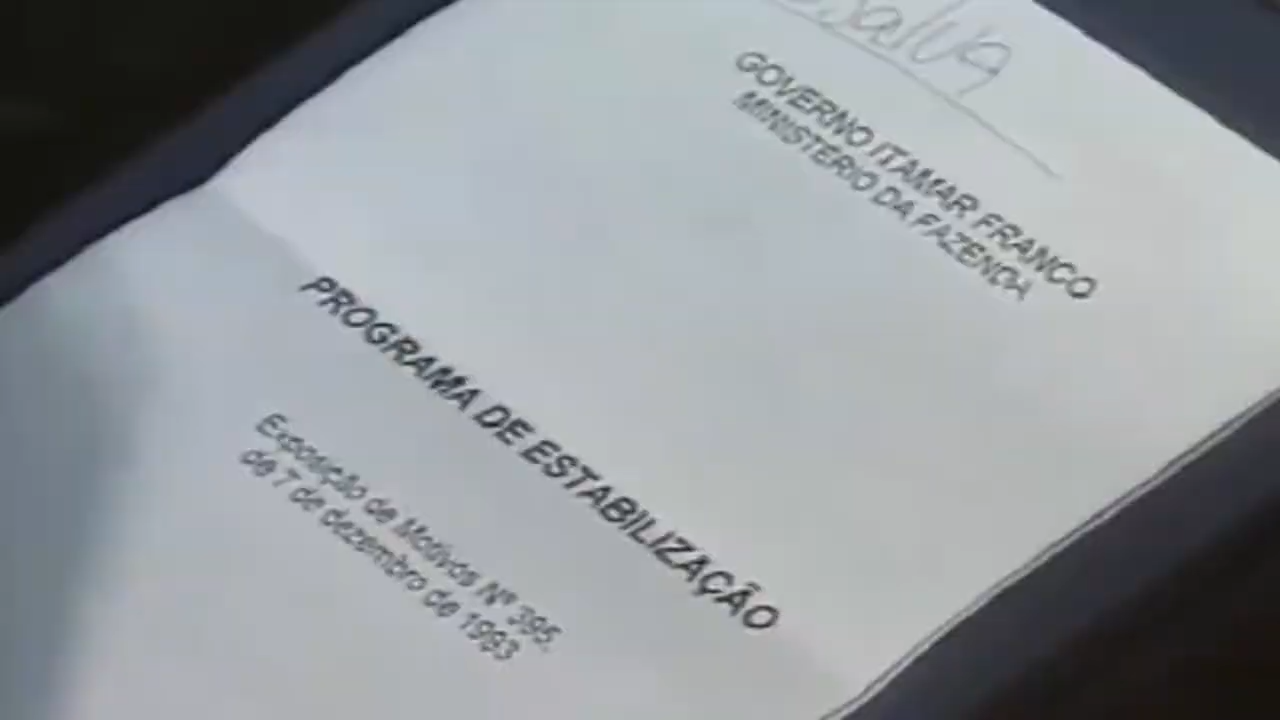 GOVERNO ITAMAR FRANCO
MINISTÉRIO DA FAZENDA
PROGRAMA DE ESTABILIZAÇÃO
Exposição de Motivos Nº 395,
de 7 de dezembro de 1993